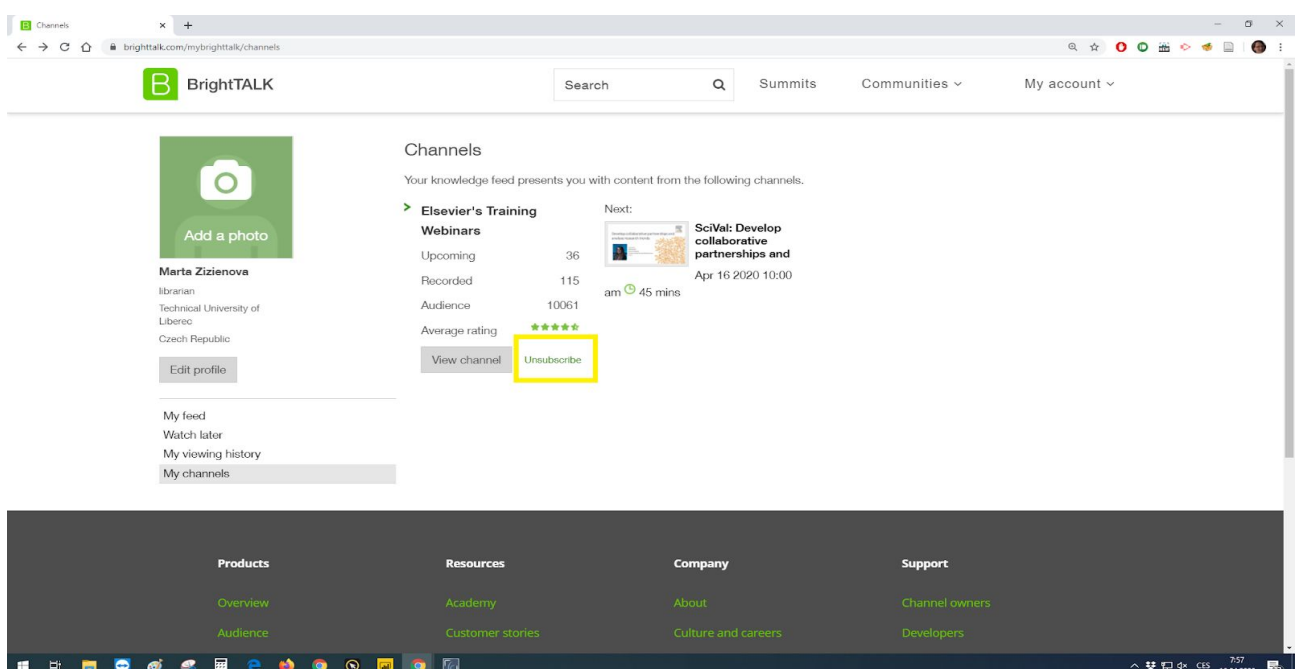 Channels
brighttalk.com/mybrighttalk/channels
BrightTALK
Search
Summits
Communities
My account
Add a photo
Marta Zizienova
librarian
Technical University of
Liberec
Czech Republic
Edit profile
My feed
Watch later
My viewing history
My channels
Channels
Your knowledge feed presents you with content from the following channels.
Elsevier's Training
Webinars
Upcoming 36
Recorded 115
Audience 10061
Average rating
View channel
Unsubscribe
Next:
SciVal: Develop
collaborative
partnerships and
Apr 16 2020 10:00
am 45 mins
Products
Overview
Audience
Resources
Academy
Customer stories
Company
About
Culture and careers
Support
Channel owners
Developers
CES
7:57